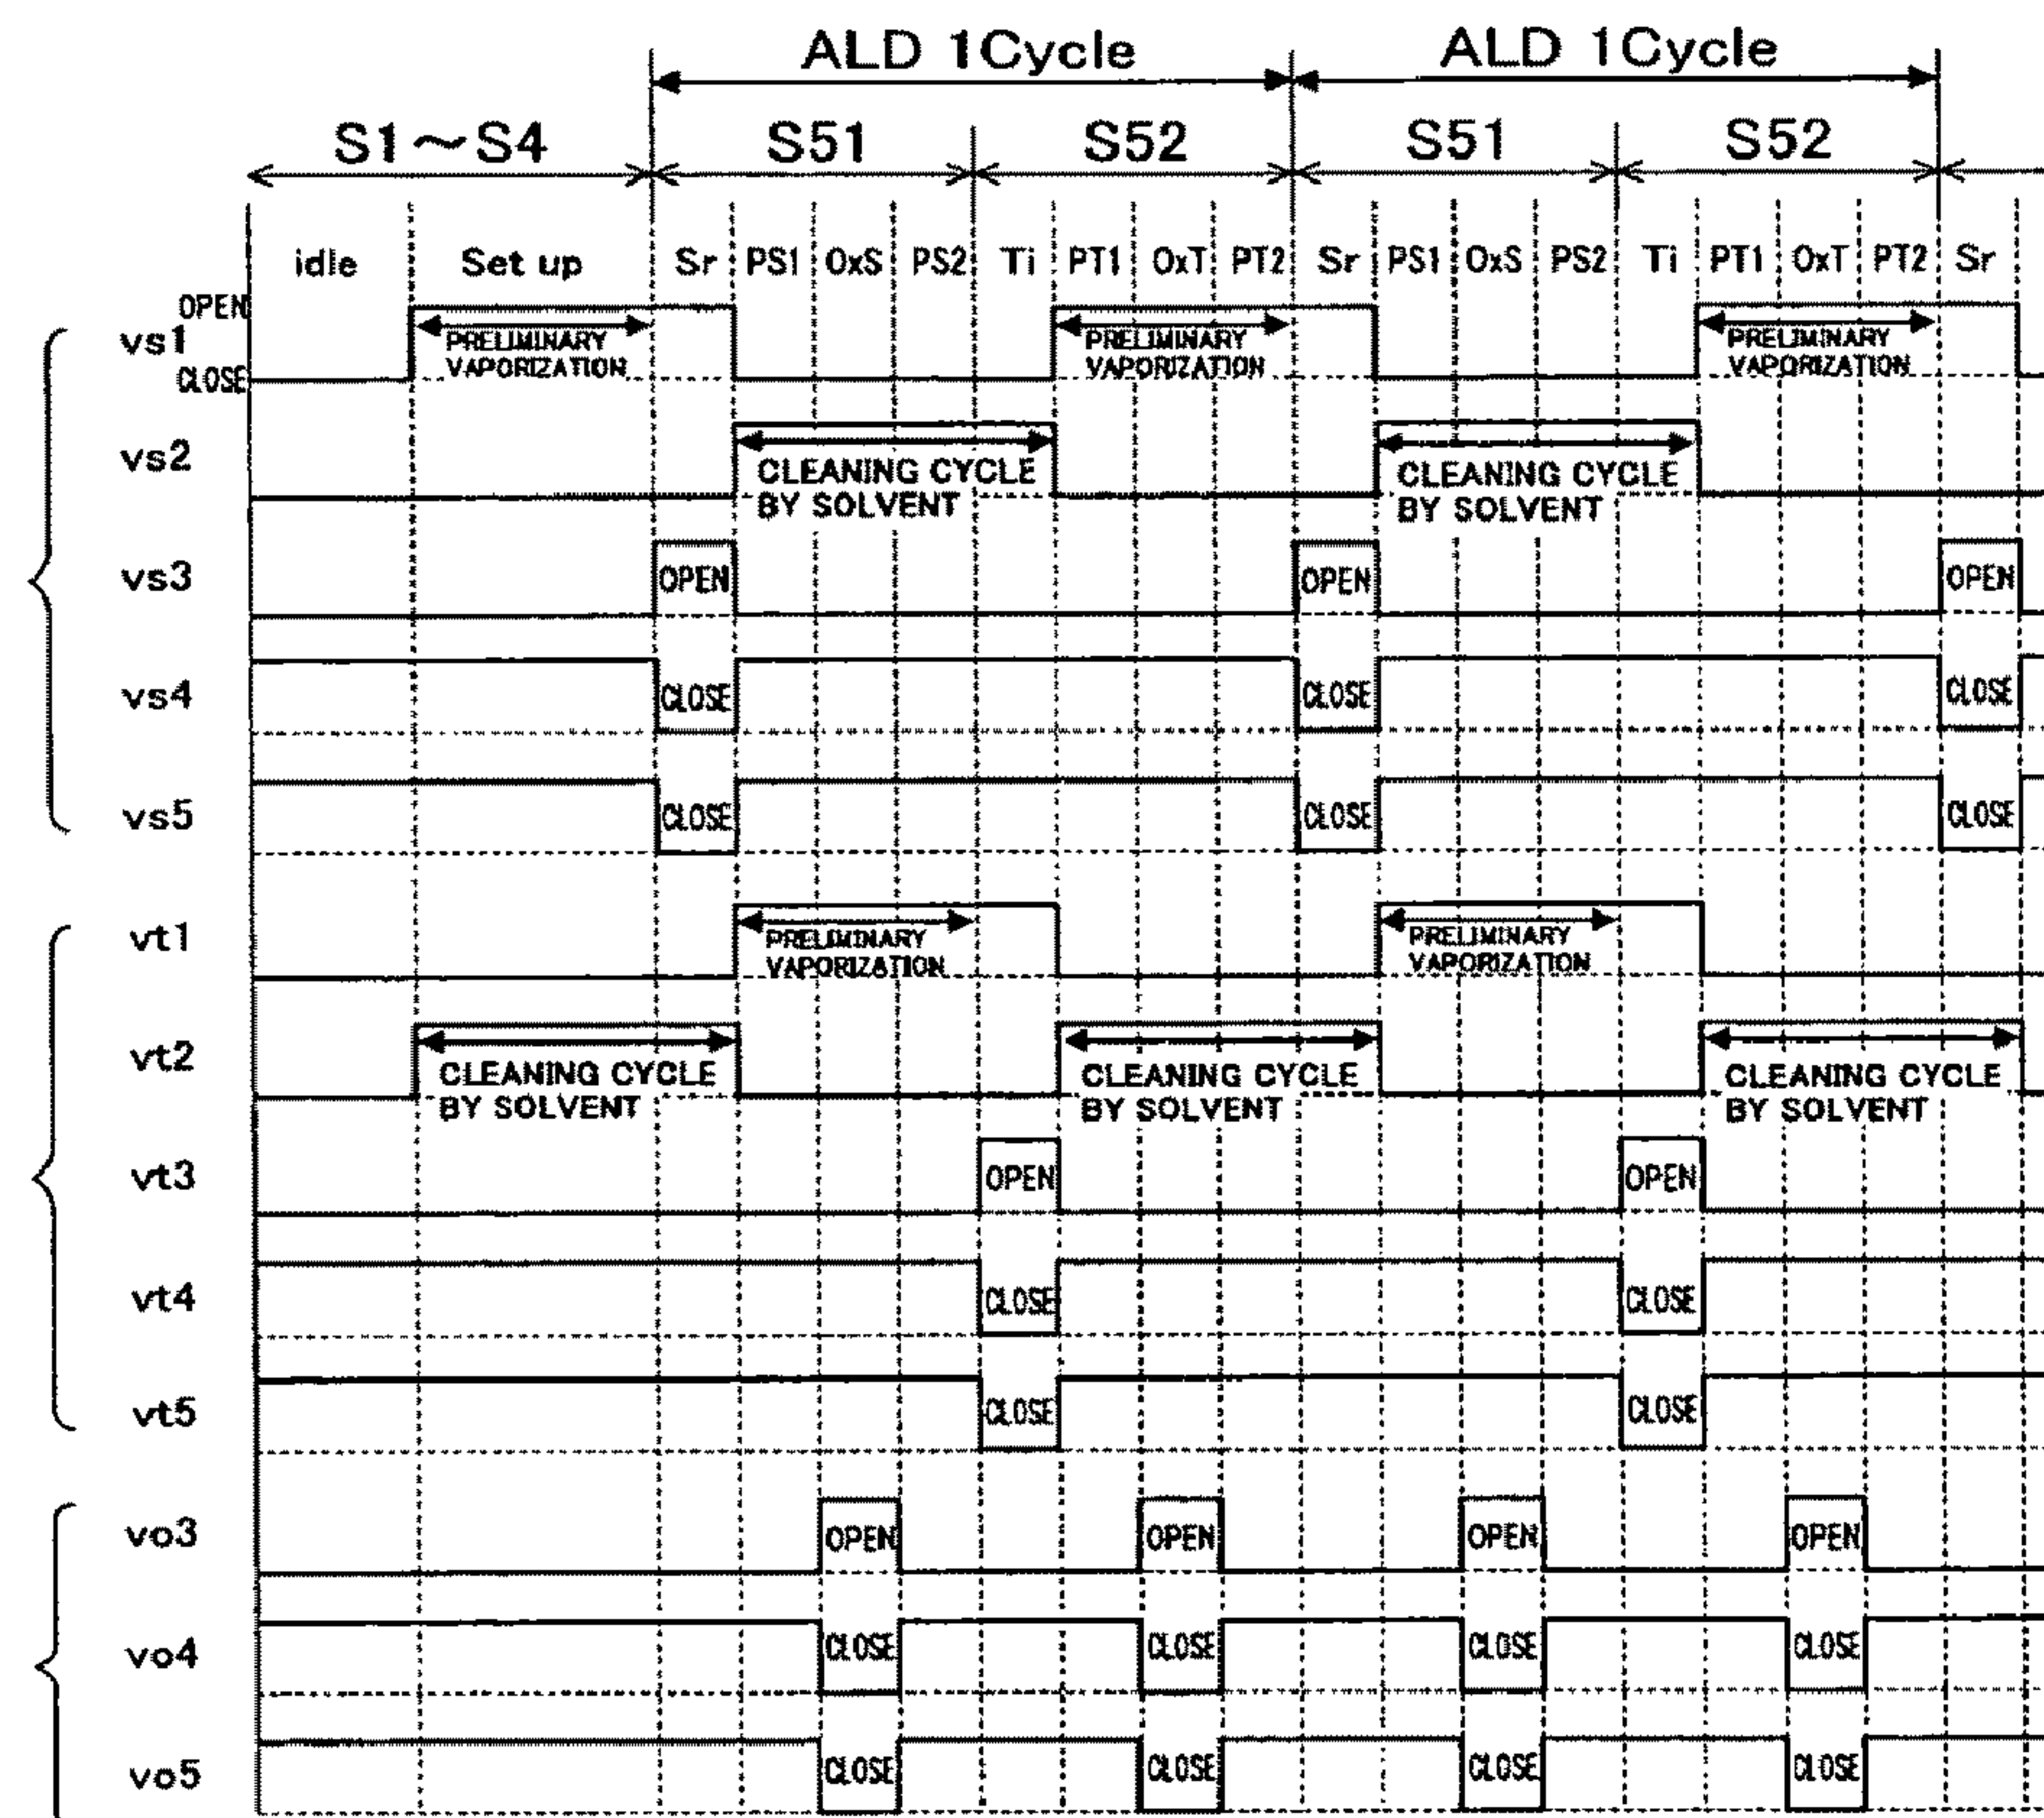 ALD 1Cycle ALD 1Cycle
S1～S4 S51 S52 S51 S52
idle Set up Sr PS1 OxS PS2 Ti PT1 OxT PT2 Sr PS1 OxS PS2 Ti PT1 OxT PT2 Sr
OPEN
vs1
CLOSE
PRELIMINARY PRELIMINARY PRELIMINARY
VAPORIZATION VAPORIZATION VAPORIZATION
vs2
CLEANING CYCLE CLEANING CYCLE
BY SOLVENT BY SOLVENT
vs3 OPEN OPEN OPEN
vs4 CLOSE CLOSE CLOSE
vs5 CLOSE CLOSE CLOSE
vt1
PRELIMINARY PRELIMINARY
VAPORIZATION VAPORIZATION
vt2
CLEANING CYCLE CLEANING CYCLE CLEANING CYCLE
BY SOLVENT BY SOLVENT BY SOLVENT
vt3 OPEN OPEN
vt4 CLOSE CLOSE
vt5 CLOSE CLOSE
vo3 OPEN OPEN OPEN OPEN
vo4 CLOSE CLOSE CLOSE CLOSE
vo5 CLOSE CLOSE CLOSE CLOSE